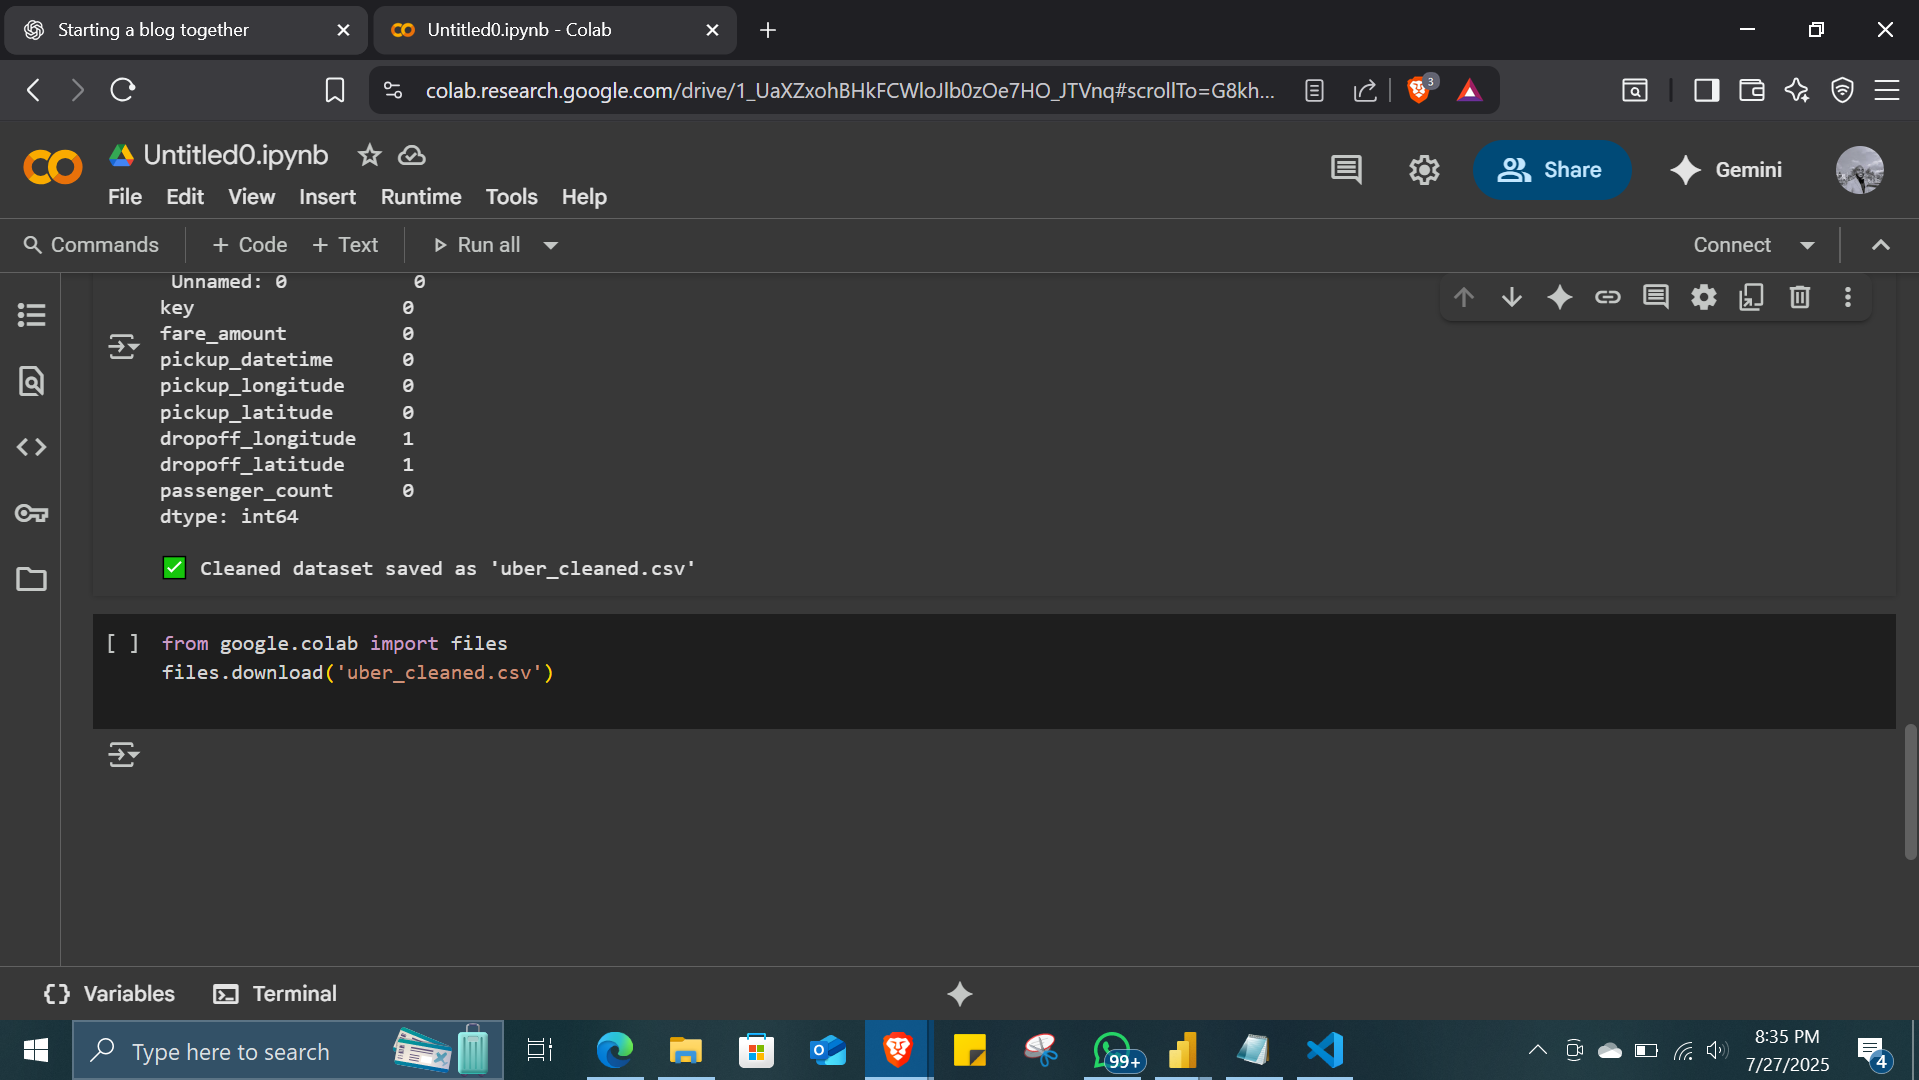 Starting a blog together
Untitled0.ipynb - Colab
colab.research.google.com/drive/1_UaXZxohBHkFCWloJlb0zOe7HO_JTVnq#scrollTo=G8kh...
3
Untitled0.ipynb
File Edit View Insert Runtime Tools Help
Share
Gemini
Commands + Code + Text Run all
Connect
Unnamed: 0 0
key 0
fare_amount 0
pickup_datetime 0
pickup_longitude 0
pickup_latitude 0
dropoff_longitude 1
dropoff_latitude 1
passenger_count 0
dtype: int64
✅ Cleaned dataset saved as 'uber_cleaned.csv'
[ ] from google.colab import files
files.download('uber_cleaned.csv')
Variables Terminal
Type here to search
99+
8:35 PM
7/27/2025
4